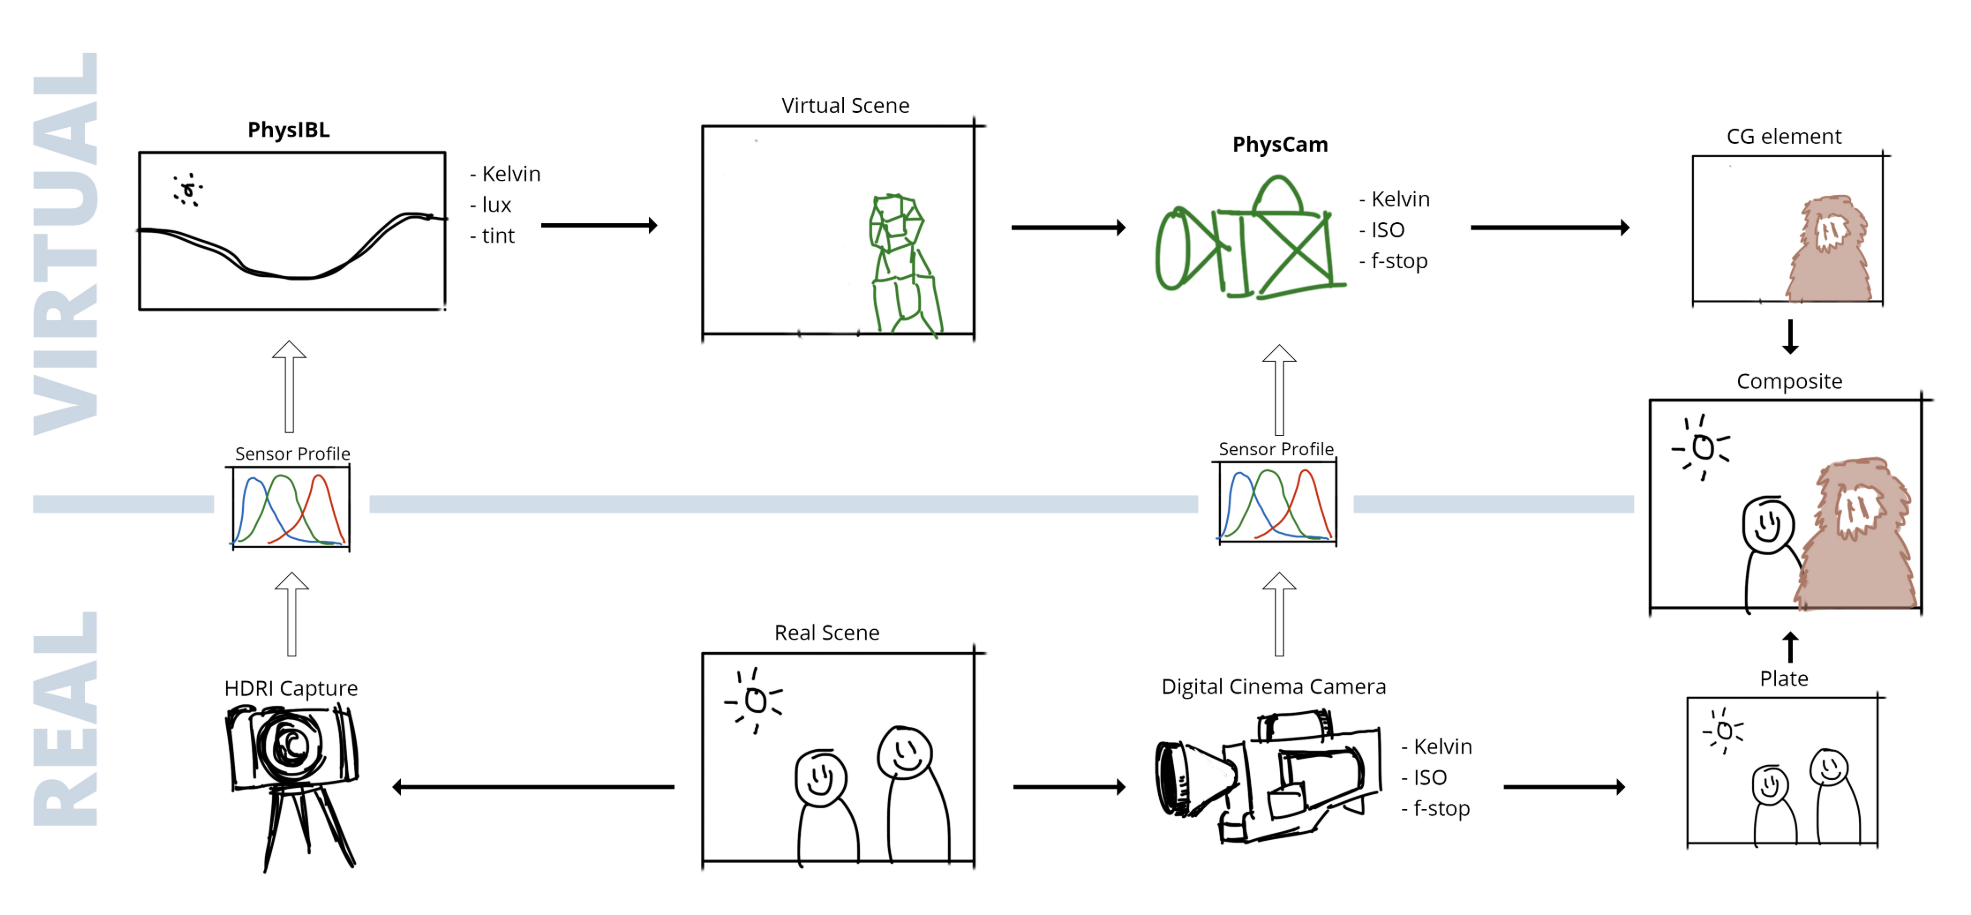 VIRTUAL
PhysIBL
- Kelvin
- lux
- tint
Virtual Scene
PhysCam
- Kelvin
- ISO
- f-stop
CG element
Composite
Sensor Profile
Sensor Profile
REAL
HDRI Capture
Real Scene
Digital Cinema Camera
- Kelvin
- ISO
- f-stop
Plate